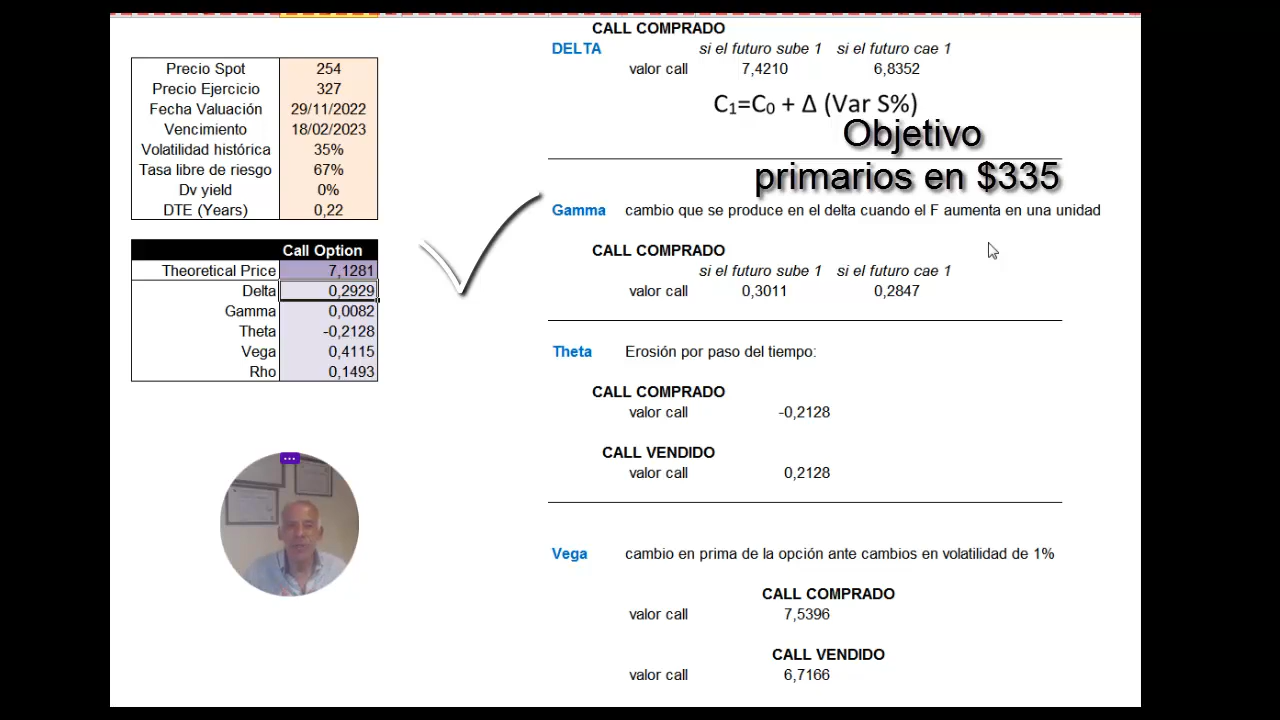 Precio Spot 254
Precio Ejercicio 327
Fecha Valuación 29/11/2022
Vencimiento 18/02/2023
Volatilidad histórica 35%
Tasa libre de riesgo 67%
Dv yield 0%
DTE (Years) 0,22
Call Option
Theoretical Price 7,1281
Delta 0,2929
Gamma 0,0082
Theta -0,2128
Vega 0,4115
Rho 0,1493
CALL COMPRADO
DELTA si el futuro sube 1 si el futuro cae 1
valor call 7,4210 6,8352
C₁=C₀ + Δ (Var S%)
Objetivo
primarios en $335
Gamma cambio que se produce en el delta cuando el F aumenta en una unidad
CALL COMPRADO
si el futuro sube 1 si el futuro cae 1
valor call 0,3011 0,2847
Theta Erosión por paso del tiempo:
CALL COMPRADO
valor call -0,2128
CALL VENDIDO
valor call 0,2128
Vega cambio en prima de la opción ante cambios en volatilidad de 1%
CALL COMPRADO
valor call 7,5396
CALL VENDIDO
valor call 6,7166